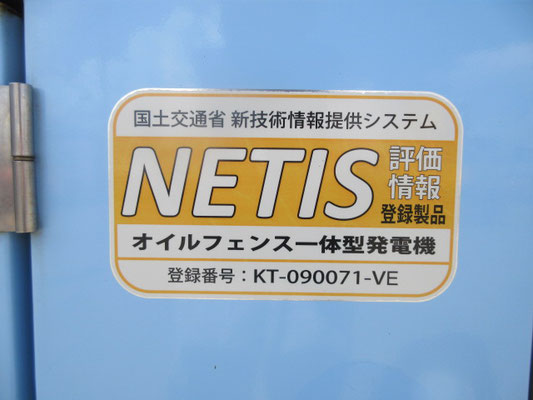 国土交通省 新技術情報提供システム
NETIS 評価
情報
登録製品
オイルフェンス一体型発電機
登録番号：KT-090071-VE